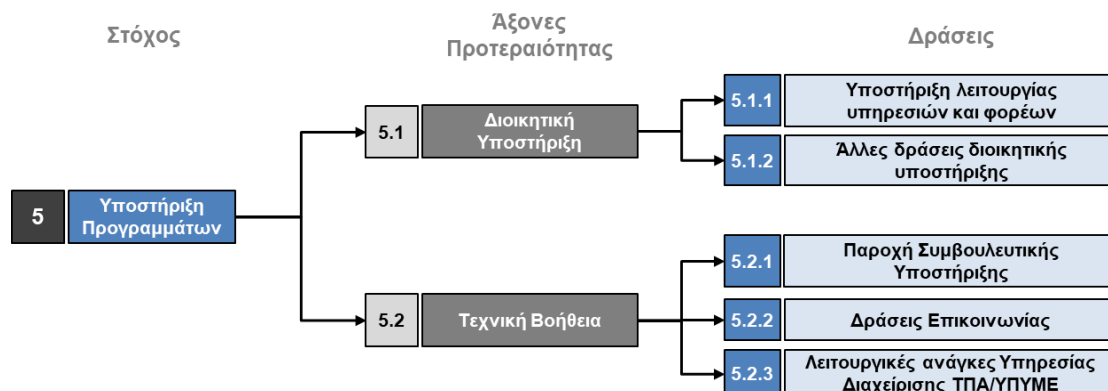 Στόχος
Άξονες
Προτεραιότητας
Δράσεις
5
Υποστήριξη
Προγραμμάτων
5.1
Διοικητική
Υποστήριξη
5.1.1
Υποστήριξη λειτουργίας
υπηρεσιών και φορέων
5.1.2
Άλλες δράσεις διοικητικής
υποστήριξης
5.2
Τεχνική Βοήθεια
5.2.1
Παροχή Συμβουλευτικής
Υποστήριξης
5.2.2
Δράσεις Επικοινωνίας
5.2.3
Λειτουργικές ανάγκες Υπηρεσίας
Διαχείρισης ΤΠΑ/ΥΠΥΜΕ